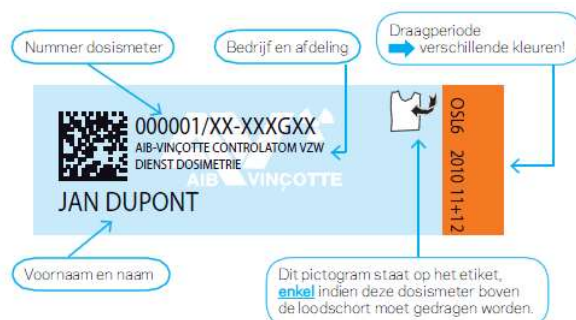 Nummer dosismeter
Bedrijf en afdeling
Draagperiode
verschillende kleuren!
000001/XX-XXXGXX
AIB-VINÇOTTE CONTROLATOM VZW
DIENST DOSIMETRIE
AIB VINÇOTTE
JAN DUPONT
OSL6 2010 11+12
Voornaam en naam
Dit pictogram staat op het etiket,
enkel indien deze dosismeter boven
de loodschort moet gedragen worden.